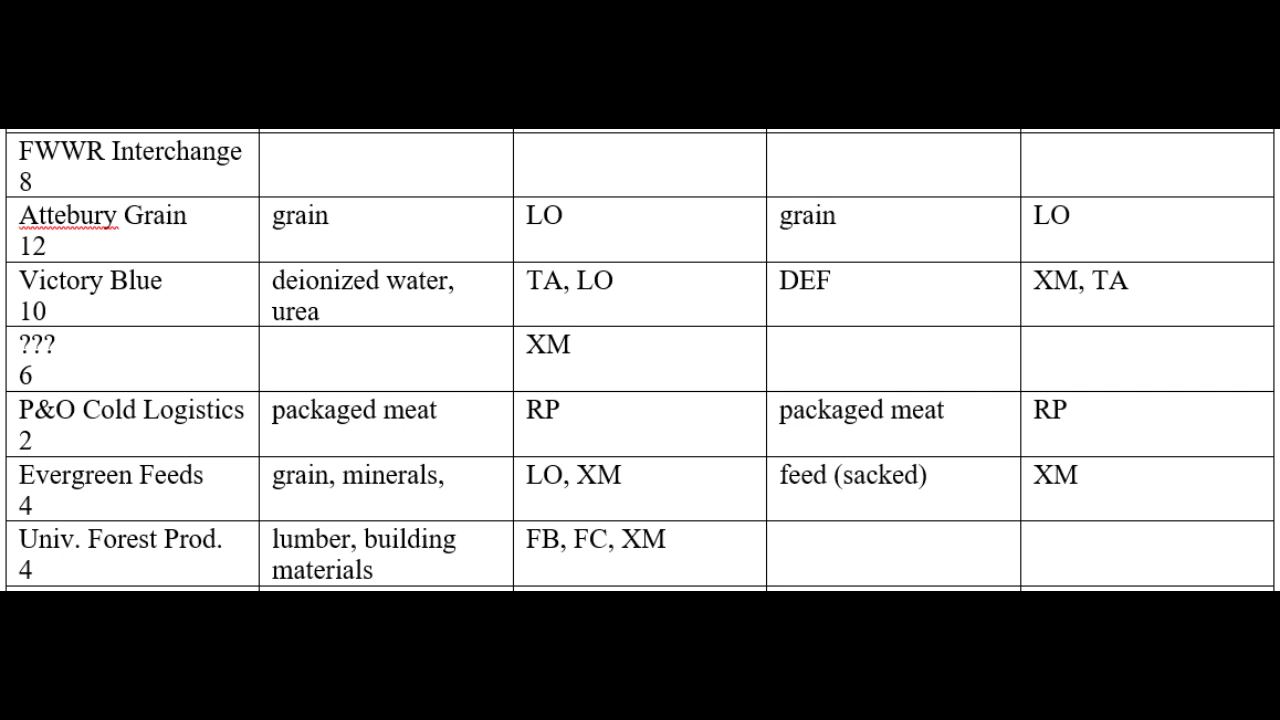 FWWR Interchange
8
Attebury Grain grain LO grain LO
12
Victory Blue deionized water, TA, LO DEF XM, TA
10 urea
??? XM
6
P&O Cold Logistics packaged meat RP packaged meat RP
2
Evergreen Feeds grain, minerals, LO, XM feed (sacked) XM
4
Univ. Forest Prod. lumber, building FB, FC, XM
4 materials